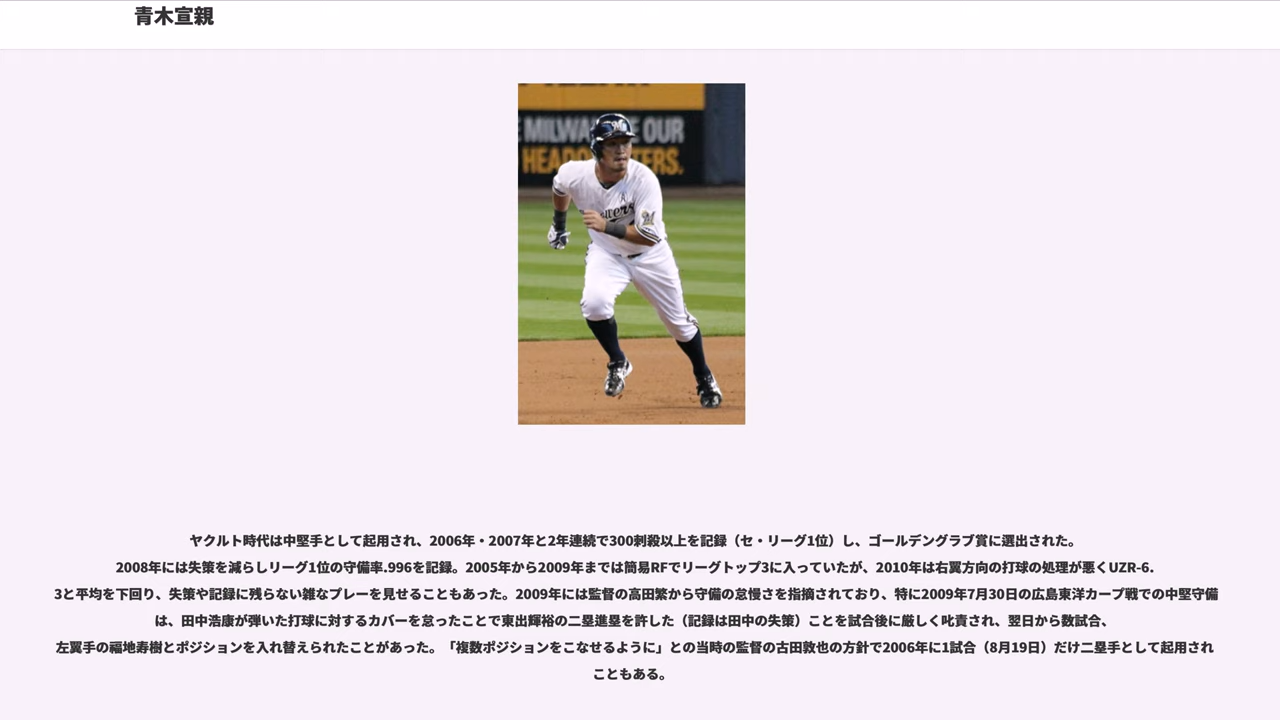 青木宣親
MILWA E OUR
HEAD TERS.
M
wers
ヤクルト時代は中堅手として起用され、2006年・2007年と2年連続で300刺殺以上を記録（セ・リーグ1位）し、ゴールデングラブ賞に選出された。
2008年には失策を減らしリーグ1位の守備率.996を記録。2005年から2009年までは簡易RFでリーグトップ3に入っていたが、2010年は右翼方向の打球の処理が悪くUZR-6.
3と平均を下回り、失策や記録に残らない雑なプレーを見せることもあった。2009年には監督の高田繁から守備の怠慢さを指摘されており、特に2009年7月30日の広島東洋カープ戦での中堅守備
は、田中浩康が弾いた打球に対するカバーを怠ったことで東出輝裕の二塁進塁を許した（記録は田中の失策）ことを試合後に厳しく叱責され、翌日から数試合、
左翼手の福地寿樹とポジションを入れ替えられたことがあった。「複数ポジションをこなせるように」との当時の監督の古田敦也の方針で2006年に1試合（8月19日）だけ二塁手として起用され
こともある。